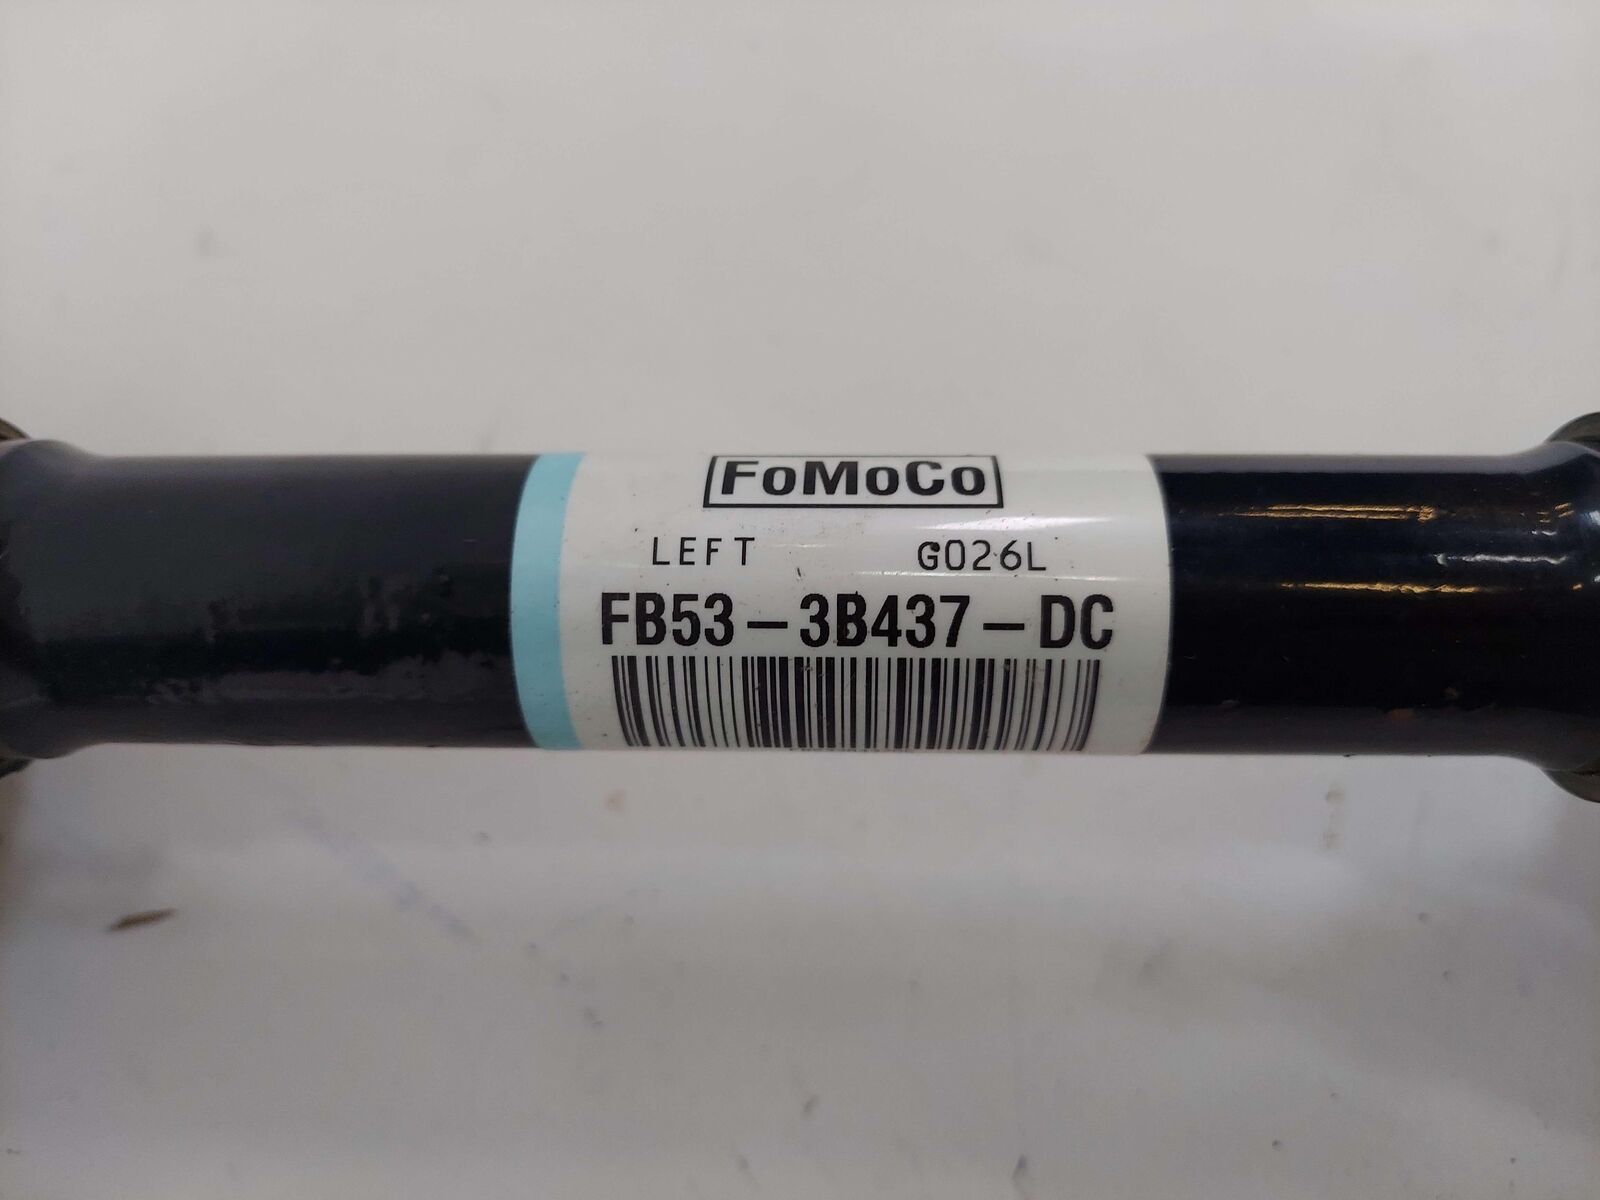 FoMoCo
LEFT G026L
FB53-3B437-DC